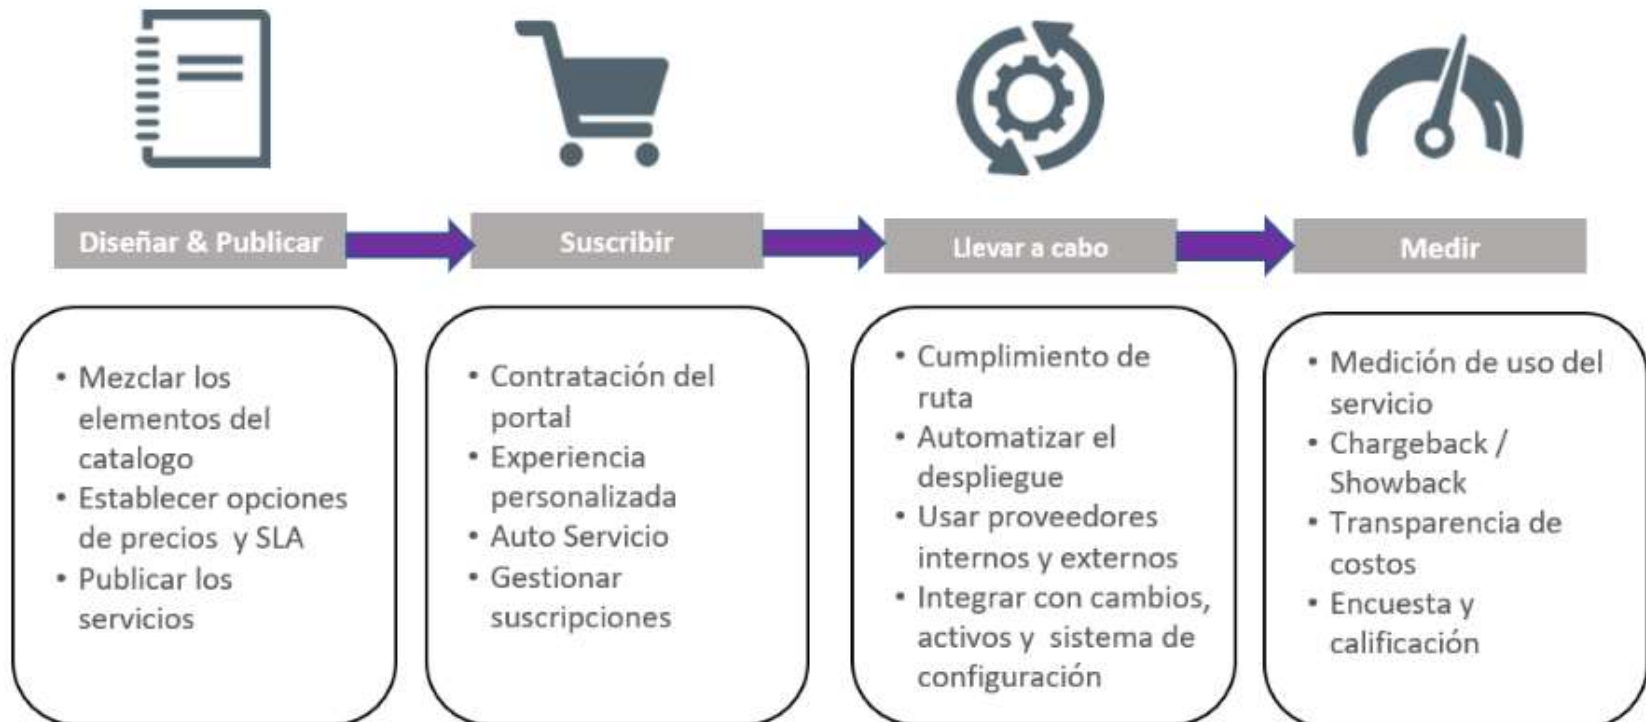 Diseñar & Publicar
Suscribir
Llevar a cabo
Medir
• Mezclar los
elementos del
catalogo
• Establecer opciones
de precios y SLA
• Publicar los
servicios
• Contratación del
portal
• Experiencia
personalizada
• Auto Servicio
• Gestionar
suscripciones
• Cumplimiento de
ruta
• Automatizar el
despliegue
• Usar proveedores
internos y externos
• Integrar con cambios,
activos y sistema de
configuración
• Medición de uso del
servicio
• Chargeback /
Showback
• Transparencia de
costos
• Encuesta y
calificación